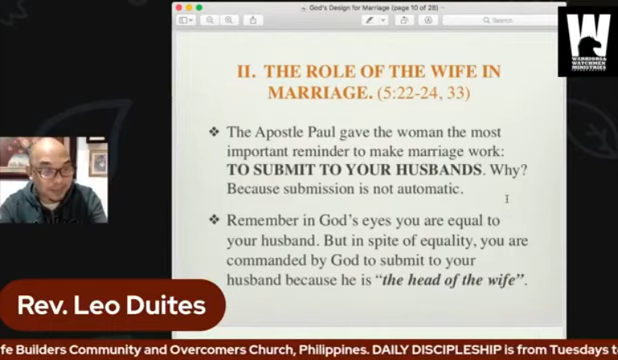 God's Design for Marriage (page 10 of 28)
Search
W
WARRIORS &
WATCHMEN
MINISTRIES
II. THE ROLE OF THE WIFE IN
MARRIAGE. (5:22-24, 33)
❖ The Apostle Paul gave the woman the most
important reminder to make marriage work:
TO SUBMIT TO YOUR HUSBANDS. Why?
Because submission is not automatic.
❖ Remember in God's eyes you are equal to
your husband. But in spite of equality, you are
commanded by God to submit to your
husband because he is "the head of the wife".
Rev. Leo Duites
fe Builders Community and Overcomers Church, Philippines. DAILY DISCIPLESHIP is from Tuesdays to